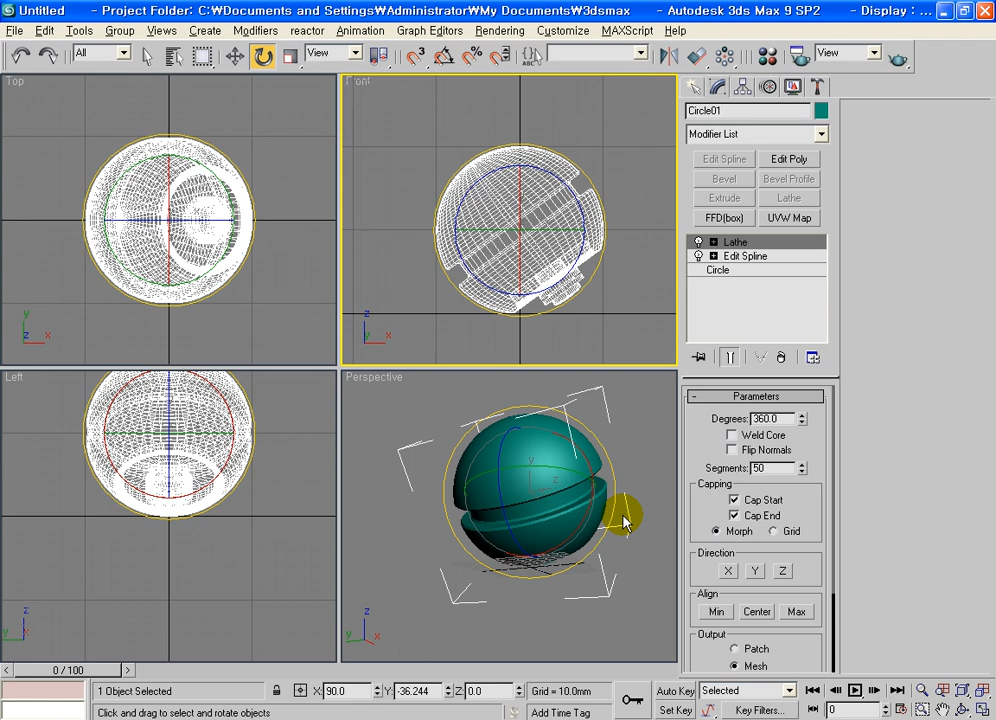 Untitled - Project Folder: C:₩Documents and Settings₩Administrator₩My Documents₩3dsmax - Autodesk 3ds Max 9 SP2 - Display : ...
File Edit Tools Group Views Create Modifiers reactor Animation Graph Editors Rendering Customize MAXScript Help
All View View
Top Front
Circle01
Modifier List
Edit Spline Edit Poly
Bevel Bevel Profile
Extrude Lathe
FFD(box) UVW Map
Lathe
Edit Spline
Circle
y
z x
z
y x
Left Perspective
- Parameters
Degrees: 360.0
Weld Core
Flip Normals
Segments: 50
Capping
Cap Start
Cap End
Morph Grid
Direction
X Y Z
Align
Min Center Max
Output
Patch
Mesh
y
z
z
y x
z
y x
< 0 / 100 >
1 Object Selected X: 90.0 Y: -36.244 Z: 0.0 Grid = 10.0mm Auto Key Selected
Click and drag to select and rotate objects Add Time Tag Set Key Key Filters... 0